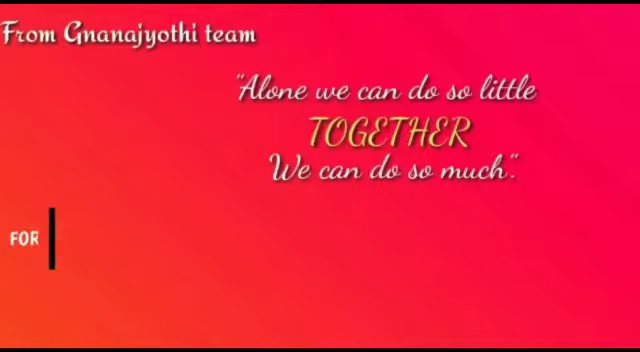 From Gnanajyothi team
"Alone we can do so little
TOGETHER
We can do so much".
FOR